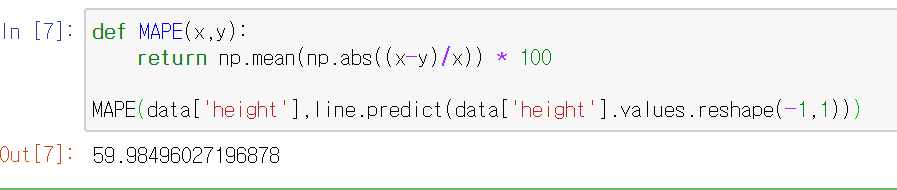 In [7]: def MAPE(x,y):
return np.mean(np.abs((x-y)/x)) * 100
MAPE(data['height'],line.predict(data['height'].values.reshape(-1,1)))
Out[7]: 59.98496027196878